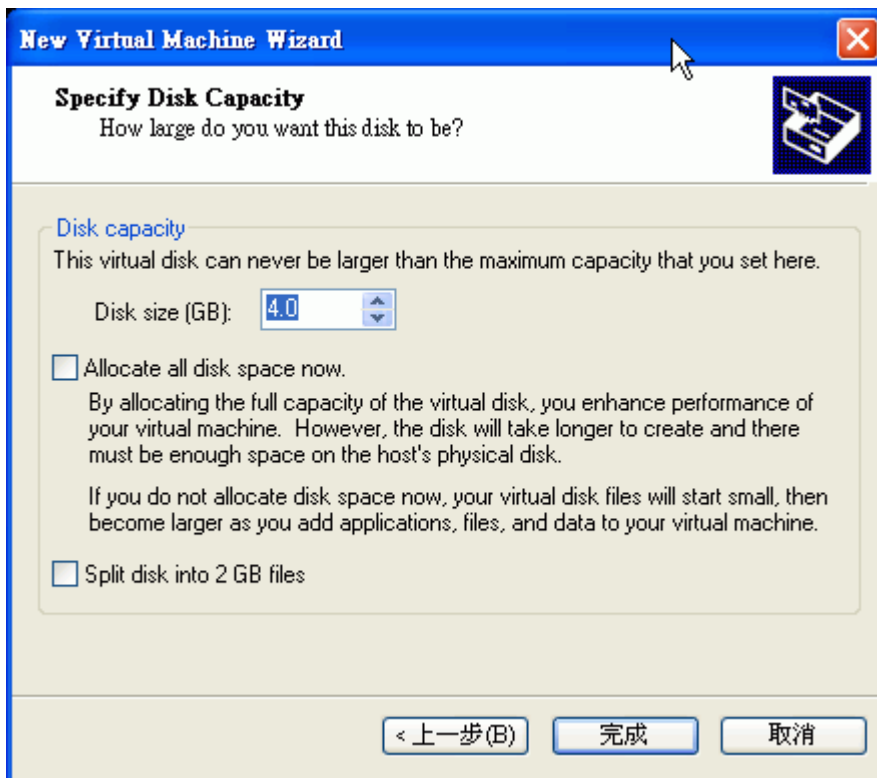 New Virtual Machine Wizard
Specify Disk Capacity
How large do you want this disk to be?
Disk capacity
This virtual disk can never be larger than the maximum capacity that you set here.
Disk size (GB): 4.0
Allocate all disk space now.
By allocating the full capacity of the virtual disk, you enhance performance of
your virtual machine. However, the disk will take longer to create and there
must be enough space on the host's physical disk.
If you do not allocate disk space now, your virtual disk files will start small, then
become larger as you add applications, files, and data to your virtual machine.
Split disk into 2 GB files
< 上一步(B) 完成 取消